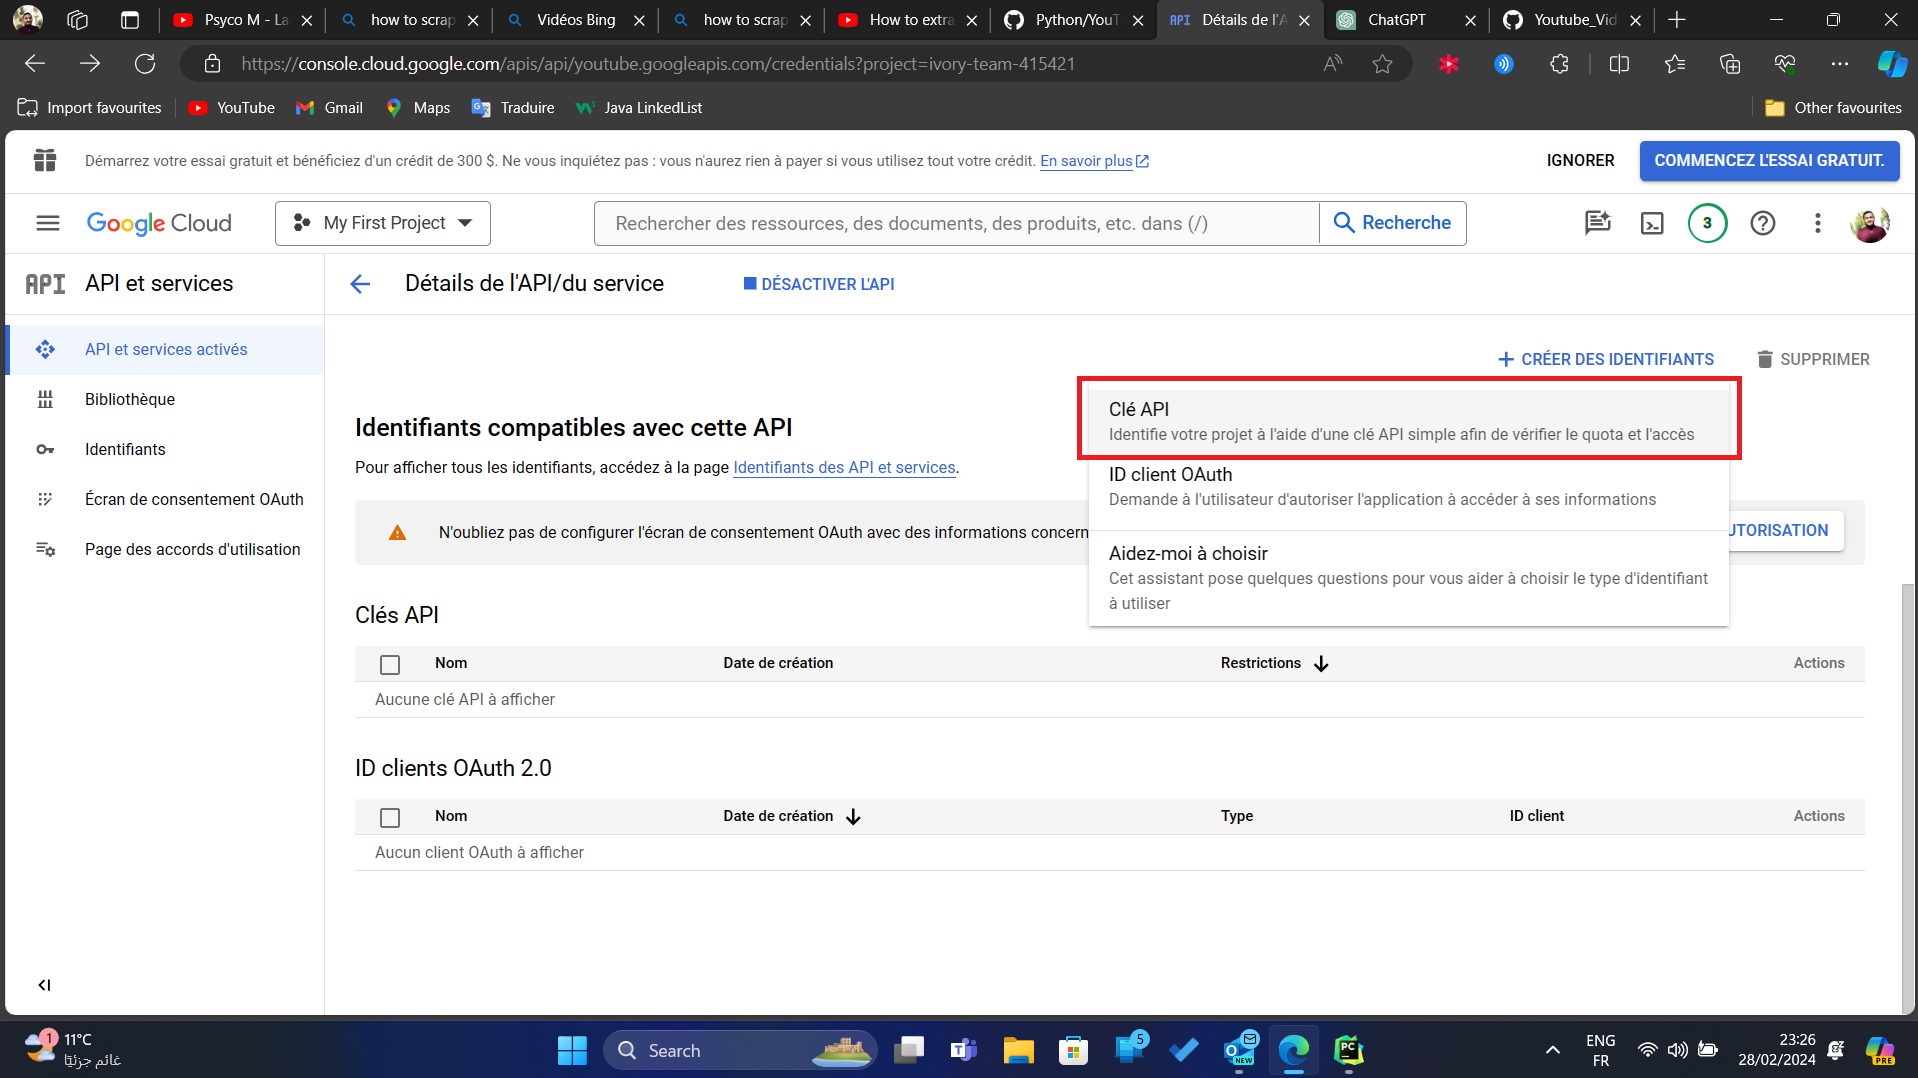 Psyco M - La
how to scrap
Vidéos Bing
how to scrap
How to extra
Python/YouT
API Détails de l'A
ChatGPT
Youtube_Vid
https://console.cloud.google.com/apis/api/youtube.googleapis.com/credentials?project=ivory-team-415421
Import favourites
YouTube
Gmail
Maps
Traduire
Java LinkedList
Other favourites
Démarrez votre essai gratuit et bénéficiez d'un crédit de 300 $. Ne vous inquiétez pas : vous n'aurez rien à payer si vous utilisez tout votre crédit. En savoir plus
IGNORER
COMMENCEZ L'ESSAI GRATUIT.
Google Cloud
My First Project
Rechercher des ressources, des documents, des produits, etc. dans (/)
Recherche
3
API API et services
Détails de l'API/du service
DÉSACTIVER L'API
API et services activés
Bibliothèque
Identifiants
Écran de consentement OAuth
Page des accords d'utilisation
CRÉER DES IDENTIFIANTS
SUPPRIMER
Clé API
Identifie votre projet à l'aide d'une clé API simple afin de vérifier le quota et l'accès
ID client OAuth
Demande à l'utilisateur d'autoriser l'application à accéder à ses informations
Aidez-moi à choisir
Cet assistant pose quelques questions pour vous aider à choisir le type d'identifiant
à utiliser
Identifiants compatibles avec cette API
Pour afficher tous les identifiants, accédez à la page Identifiants des API et services.
N'oubliez pas de configurer l'écran de consentement OAuth avec des informations concern
UTORISATION
Clés API
Nom Date de création Restrictions Actions
Aucune clé API à afficher
ID clients OAuth 2.0
Nom Date de création Type ID client Actions
Aucun client OAuth à afficher
1
11°C
غائم جزئيًا
Search
5
NEW
PC
ENG
FR
23:26
28/02/2024
PRE